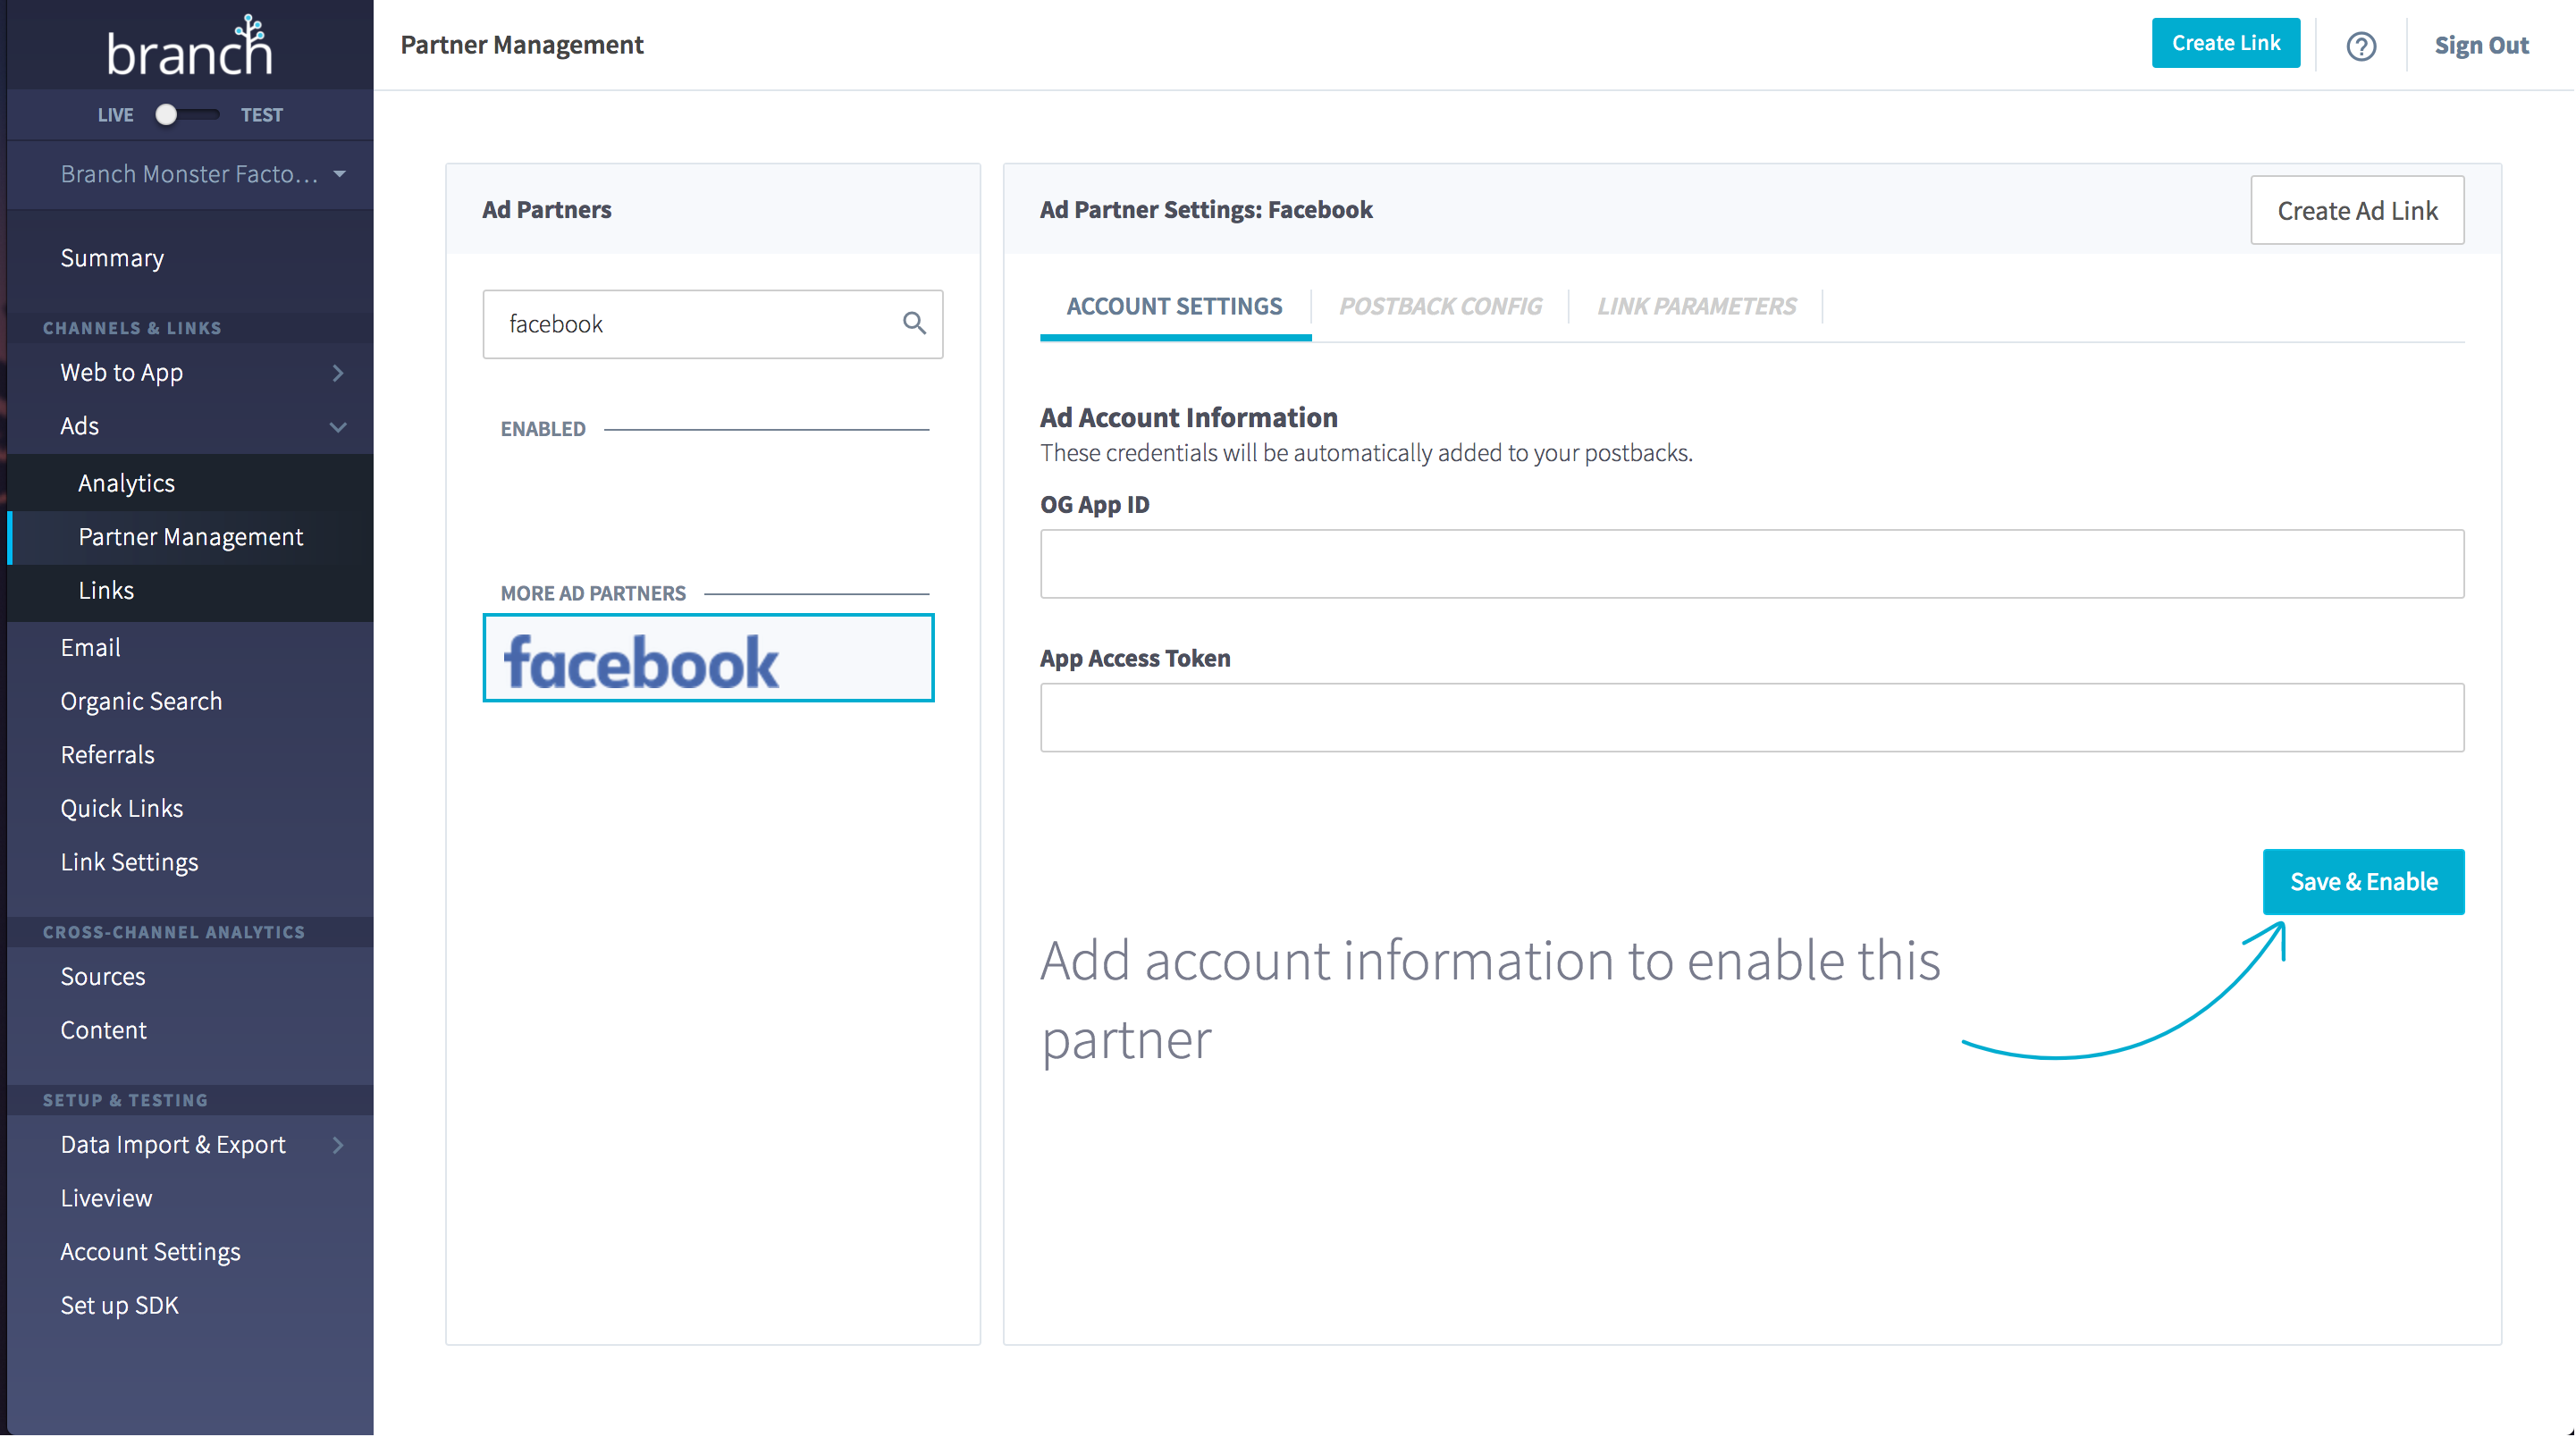 branch
LIVE TEST
Branch Monster Facto...
Summary
CHANNELS & LINKS
Web to App
Ads
Analytics
Partner Management
Links
Email
Organic Search
Referrals
Quick Links
Link Settings
CROSS-CHANNEL ANALYTICS
Sources
Content
SETUP & TESTING
Data Import & Export
Liveview
Account Settings
Set up SDK
Partner Management
Create Link
?
Sign Out
Ad Partners
facebook
ENABLED
MORE AD PARTNERS
facebook
Ad Partner Settings: Facebook
Create Ad Link
ACCOUNT SETTINGS POSTBACK CONFIG LINK PARAMETERS
Ad Account Information
These credentials will be automatically added to your postbacks.
OG App ID
App Access Token
Save & Enable
Add account information to enable this
partner